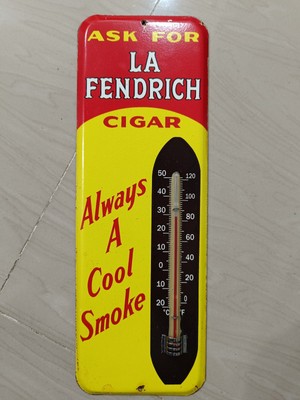 ASK FOR
LA
FENDRICH
CIGAR
Always
A
Cool
Smoke
50 120
40 100
30 80
20 60
10 40
0 20
10 0
20
°C °F